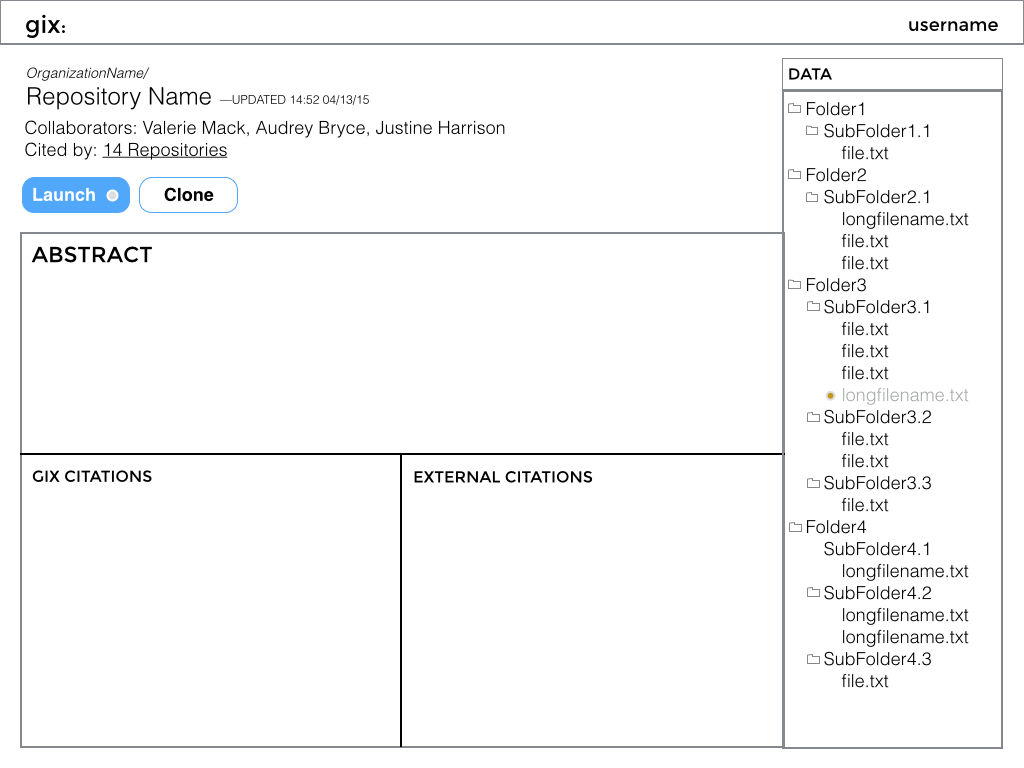 gix:
username
OrganizationName/
Repository Name —UPDATED 14:52 04/13/15
Collaborators: Valerie Mack, Audrey Bryce, Justine Harrison
Cited by: 14 Repositories
Launch
Clone
ABSTRACT
GIX CITATIONS
EXTERNAL CITATIONS
DATA
Folder1
SubFolder1.1
file.txt
Folder2
SubFolder2.1
longfilename.txt
file.txt
file.txt
Folder3
SubFolder3.1
file.txt
file.txt
file.txt
longfilename.txt
SubFolder3.2
file.txt
file.txt
SubFolder3.3
file.txt
Folder4
SubFolder4.1
longfilename.txt
SubFolder4.2
longfilename.txt
longfilename.txt
SubFolder4.3
file.txt